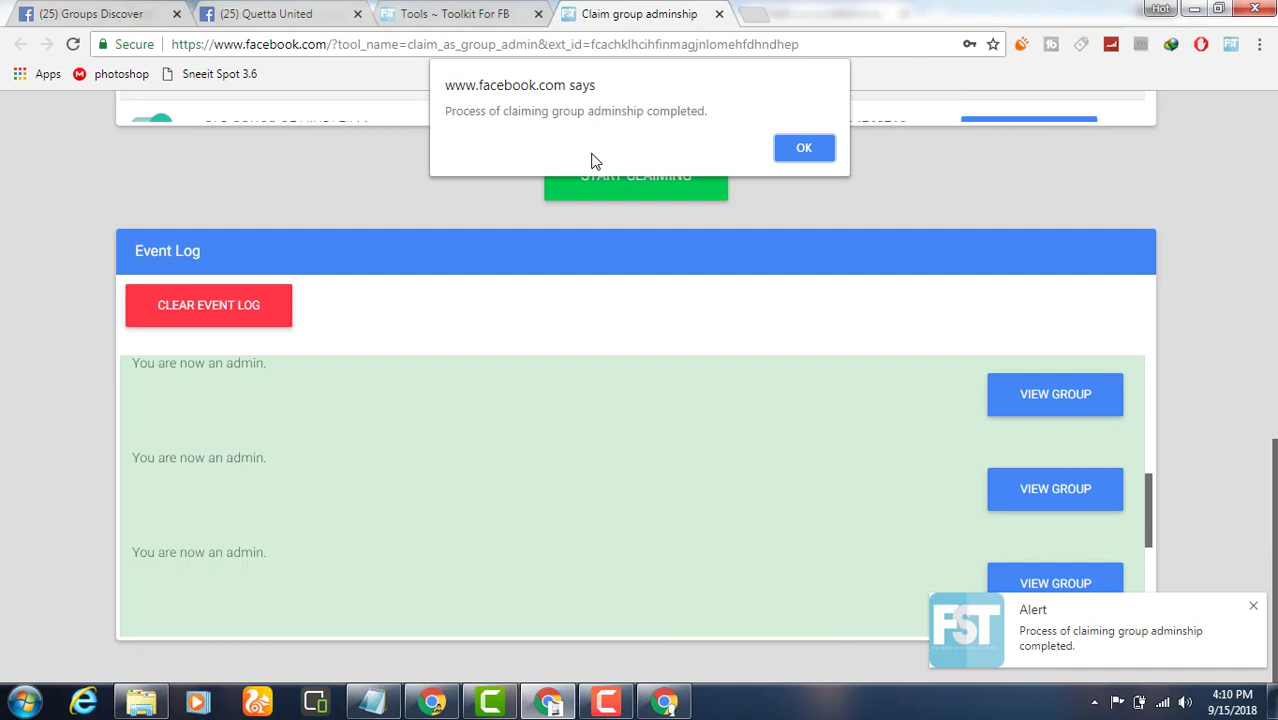 (25) Groups Discover
(25) Quetta United
Tools ~ Toolkit For FB
Claim group adminship
Hot
Secure
https://www.facebook.com/?tool_name=claim_as_group_admin&ext_id=fcachklhcihfinmagjnlomehfdhndhep
Apps
photoshop
Sneeit Spot 3.6
www.facebook.com says
Process of claiming group adminship completed.
OK
START CLAIMING
Event Log
CLEAR EVENT LOG
You are now an admin.
VIEW GROUP
You are now an admin.
VIEW GROUP
You are now an admin.
VIEW GROUP
FST
Alert
Process of claiming group adminship
completed.
4:10 PM
9/15/2018